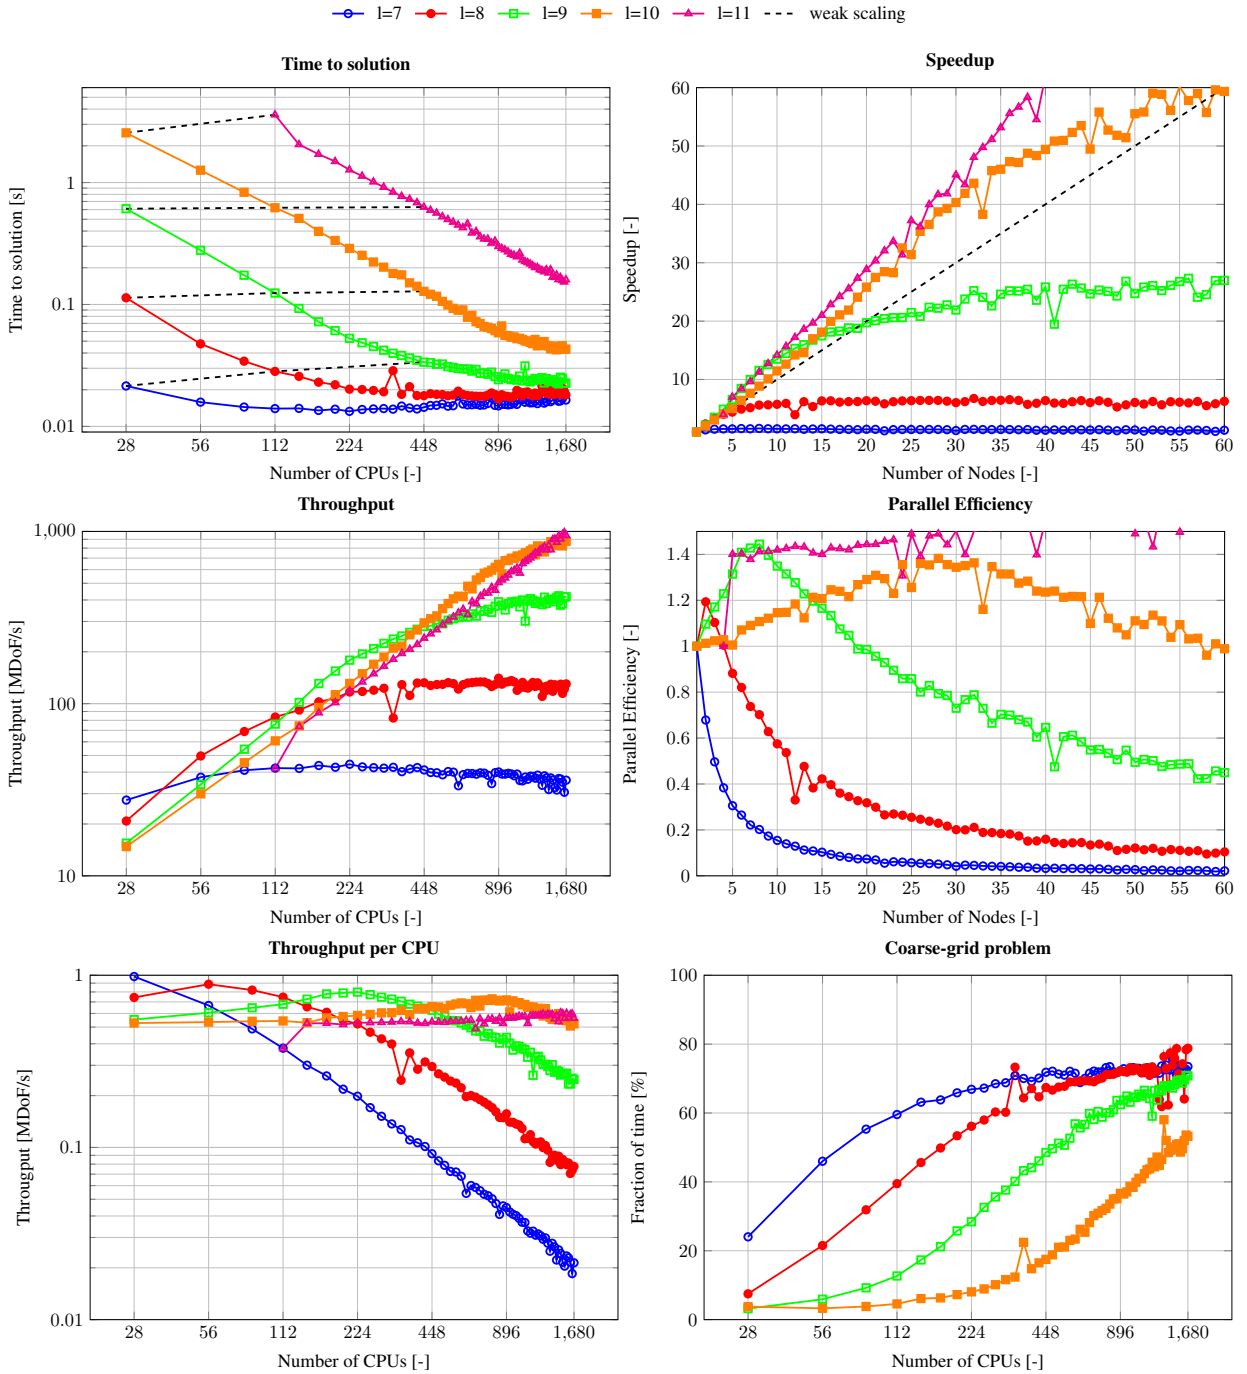 l=7 l=8 l=9 l=10 l=11 weak scaling
Time to solution
1
0.1
0.01
28 56 112 224 448 896 1,680
Time to solution [s]
Number of CPUs [-]
Speedup
60
50
40
30
20
10
5 10 15 20 25 30 35 40 45 50 55 60
Speedup [-]
Number of Nodes [-]
Throughput
1,000
100
10
28 56 112 224 448 896 1,680
Throughput [MDoF/s]
Number of CPUs [-]
Parallel Efficiency
1.4
1.2
1
0.8
0.6
0.4
0.2
0
5 10 15 20 25 30 35 40 45 50 55 60
Parallel Efficiency [-]
Number of Nodes [-]
Throughput per CPU
1
0.1
0.01
28 56 112 224 448 896 1,680
Througput [MDoF/s]
Number of CPUs [-]
Coarse-grid problem
100
80
60
40
20
0
28 56 112 224 448 896 1,680
Fraction of time [%]
Number of CPUs [-]